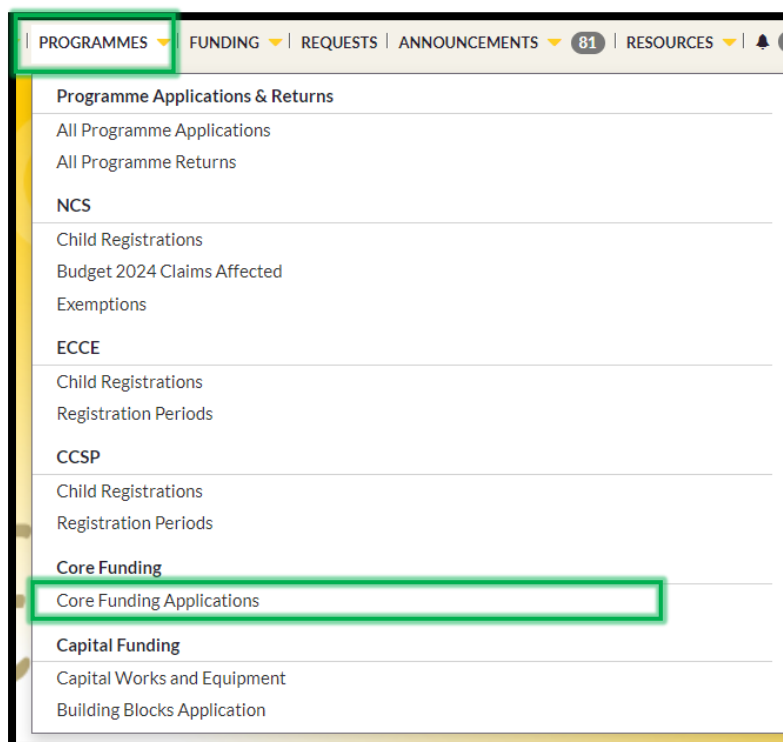 PROGRAMMES FUNDING REQUESTS ANNOUNCEMENTS 81 RESOURCES
Programme Applications & Returns
All Programme Applications
All Programme Returns
NCS
Child Registrations
Budget 2024 Claims Affected
Exemptions
ECCE
Child Registrations
Registration Periods
CCSP
Child Registrations
Registration Periods
Core Funding
Core Funding Applications
Capital Funding
Capital Works and Equipment
Building Blocks Application